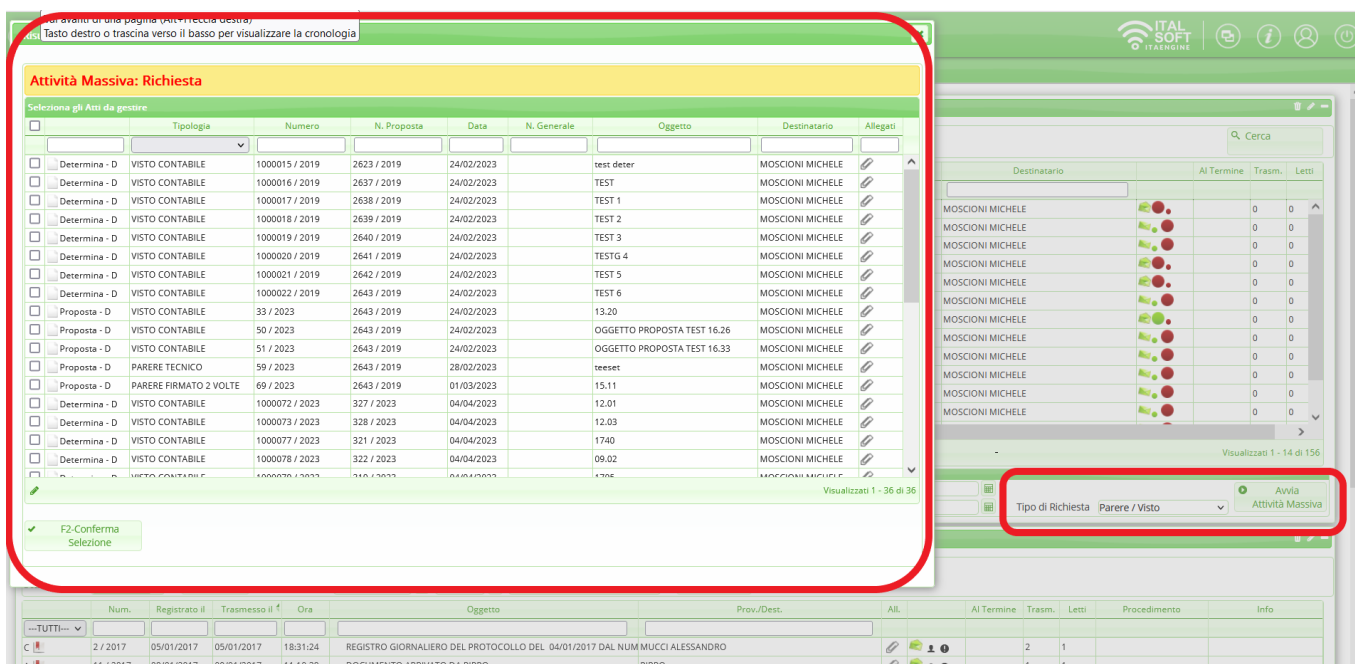 Tasto destro o trascina verso il basso per visualizzare la cronologia
ITAL
SOFT
ITAENGINE
Attività Massiva: Richiesta
Seleziona gli Atti da gestire
Tipologia Numero N. Proposta Data N. Generale Oggetto Destinatario Allegati
Determina - D VISTO CONTABILE 1000015 / 2019 2623 / 2019 24/02/2023 test deter MOSCIONI MICHELE
Determina - D VISTO CONTABILE 1000016 / 2019 2637 / 2019 24/02/2023 TEST MOSCIONI MICHELE
Determina - D VISTO CONTABILE 1000017 / 2019 2638 / 2019 24/02/2023 TEST 1 MOSCIONI MICHELE
Determina - D VISTO CONTABILE 1000018 / 2019 2639 / 2019 24/02/2023 TEST 2 MOSCIONI MICHELE
Determina - D VISTO CONTABILE 1000019 / 2019 2640 / 2019 24/02/2023 TEST 3 MOSCIONI MICHELE
Determina - D VISTO CONTABILE 1000020 / 2019 2641 / 2019 24/02/2023 TESTG 4 MOSCIONI MICHELE
Determina - D VISTO CONTABILE 1000021 / 2019 2642 / 2019 24/02/2023 TEST 5 MOSCIONI MICHELE
Determina - D VISTO CONTABILE 1000022 / 2019 2643 / 2019 24/02/2023 TEST 6 MOSCIONI MICHELE
Proposta - D VISTO CONTABILE 33 / 2023 2643 / 2019 24/02/2023 13.20 MOSCIONI MICHELE
Proposta - D VISTO CONTABILE 50 / 2023 2643 / 2019 24/02/2023 OGGETTO PROPOSTA TEST 16.26 MOSCIONI MICHELE
Proposta - D VISTO CONTABILE 51 / 2023 2643 / 2019 24/02/2023 OGGETTO PROPOSTA TEST 16.33 MOSCIONI MICHELE
Proposta - D PARERE TECNICO 59 / 2023 2643 / 2019 28/02/2023 teeset MOSCIONI MICHELE
Proposta - D PARERE FIRMATO 2 VOLTE 69 / 2023 2643 / 2019 01/03/2023 15.11 MOSCIONI MICHELE
Determina - D VISTO CONTABILE 1000072 / 2023 327 / 2023 04/04/2023 12.01 MOSCIONI MICHELE
Determina - D VISTO CONTABILE 1000073 / 2023 328 / 2023 04/04/2023 12.03 MOSCIONI MICHELE
Determina - D VISTO CONTABILE 1000077 / 2023 321 / 2023 04/04/2023 1740 MOSCIONI MICHELE
Determina - D VISTO CONTABILE 1000078 / 2023 322 / 2023 04/04/2023 09.02 MOSCIONI MICHELE
Visualizzati 1 - 36 di 36
F2-Conferma
Selezione
Cerca
Destinatario Al Termine Trasm. Letti
MOSCIONI MICHELE 0 0
MOSCIONI MICHELE 0 0
MOSCIONI MICHELE 0 0
MOSCIONI MICHELE 0 0
MOSCIONI MICHELE 0 0
MOSCIONI MICHELE 0 0
MOSCIONI MICHELE 0 0
MOSCIONI MICHELE 0 0
MOSCIONI MICHELE 0 0
MOSCIONI MICHELE 0 0
MOSCIONI MICHELE 0 0
MOSCIONI MICHELE 0 0
- Visualizzati 1 - 14 di 156
Tipo di Richiesta Parere / Visto Avvia
Attività Massiva
Num. Registrato il Trasmesso il Ora Oggetto Prov./Dest. All. Al Termine Trasm. Letti Procedimento Info
---TUTTI---
C 2 / 2017 05/01/2017 05/01/2017 18:31:24 REGISTRO GIORNALIERO DEL PROTOCOLLO DEL 04/01/2017 DAL NUM MUCCI ALESSANDRO 2 1